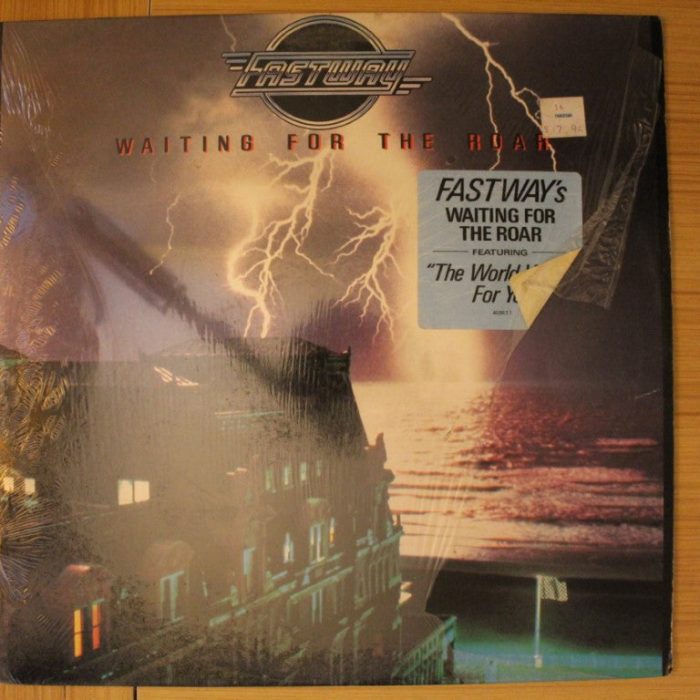 FASTWAY
WAITING FOR THE ROAR
FASTWAY's
WAITING FOR
THE ROAR
FEATURING
"The World
For